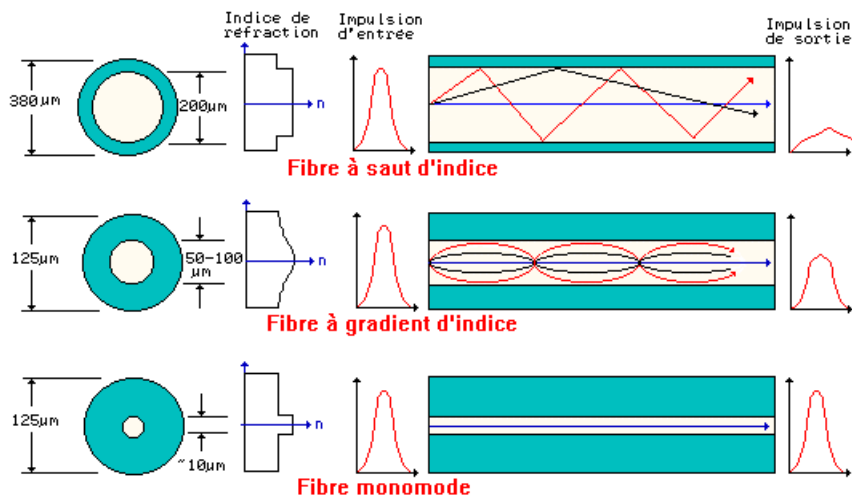 Indice de
réfraction
Impulsion
d'entrée
Impulsion
de sortie
380µm
200µm
n
Fibre à saut d'indice
125µm
50-100
µm
n
Fibre à gradient d'indice
125µm
~10µm
n
Fibre monomode